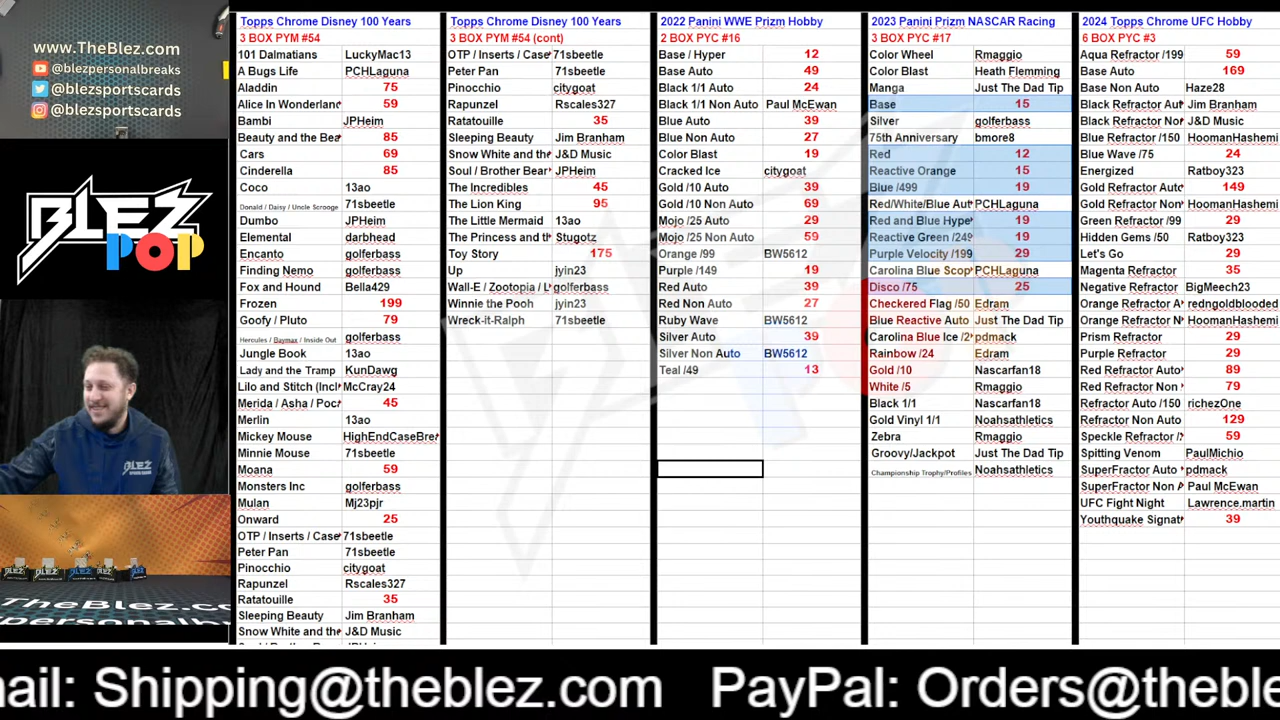 www.TheBlez.com
@blezpersonalbreaks
@blezsportscards
BLEZ
POP
Topps Chrome Disney 100 Years
3 BOX PYM #54
101 Dalmatians LuckyMac13
A Bugs Life PCHLaguna
Aladdin 75
Alice In Wonderlan 59
Bambi JPHeim
Beauty and the Bea 85
Cars 69
Cinderella 85
Coco 13ao
Donald / Daisy / Uncle Scrooge 71sbeetle
Dumbo JPHeim
Elemental darbhead
Encanto golferbass
Finding Nemo golferbass
Fox and Hound Bella429
Frozen 199
Goofy / Pluto 79
Hercules / Baymax / Inside Out golferbass
Jungle Book 13ao
Lady and the Tramp KunDawg
Lilo and Stitch (Incl McCray24
Merida / Asha / Poc 45
Merlin 13ao
Mickey Mouse HighEndCaseBre
Minnie Mouse 71sbeetle
Moana 59
Monsters Inc golferbass
Mulan Mj23pjr
Onward 25
OTP / Inserts / Case 71sbeetle
Peter Pan 71sbeetle
Pinocchio citygoat
Rapunzel Rscales327
Ratatouille 35
Sleeping Beauty Jim Branham
Snow White and the J&D Music
Topps Chrome Disney 100 Years
3 BOX PYM #54 (cont)
OTP / Inserts / Case 71sbeetle
Peter Pan 71sbeetle
Pinocchio citygoat
Rapunzel Rscales327
Ratatouille 35
Sleeping Beauty Jim Branham
Snow White and the J&D Music
Soul / Brother Bear JPHeim
The Incredibles 45
The Lion King 95
The Little Mermaid 13ao
The Princess and th Stugotz
Toy Story 175
Up jyin23
Wall-E / Zootopia / L golferbass
Winnie the Pooh jyin23
Wreck-it-Ralph 71sbeetle
2022 Panini WWE Prizm Hobby
2 BOX PYC #16
Base / Hyper 12
Base Auto 49
Black 1/1 Auto 24
Black 1/1 Non Auto Paul McEwan
Blue Auto 39
Blue Non Auto 27
Color Blast 19
Cracked Ice citygoat
Gold /10 Auto 39
Gold /10 Non Auto 69
Mojo /25 Auto 29
Mojo /25 Non Auto 59
Orange /99 BW5612
Purple /149 19
Red Auto 39
Red Non Auto 27
Ruby Wave BW5612
Silver Auto 39
Silver Non Auto BW5612
Teal /49 13
2023 Panini Prizm NASCAR Racing
3 BOX PYC #17
Color Wheel Rmaggio
Color Blast Heath Flemming
Manga Just The Dad Tip
Base 15
Silver golferbass
75th Anniversary bmore8
Red 12
Reactive Orange 15
Blue /499 19
Red/White/Blue Aut PCHLaguna
Red and Blue Hype 19
Reactive Green /249 19
Purple Velocity /199 29
Carolina Blue Scop PCHLaguna
Disco /75 25
Checkered Flag /50 Edram
Blue Reactive Auto Just The Dad Tip
Carolina Blue Ice /2 pdmack
Rainbow /24 Edram
Gold /10 Nascarfan18
White /5 Rmaggio
Black 1/1 Nascarfan18
Gold Vinyl 1/1 Noahsathletics
Zebra Rmaggio
Groovy/Jackpot Just The Dad Tip
Championship Trophy/Profiles Noahsathletics
2024 Topps Chrome UFC Hobby
6 BOX PYC #3
Aqua Refractor /199 59
Base Auto 169
Base Non Auto Haze28
Black Refractor Aut Jim Branham
Black Refractor No J&D Music
Blue Refractor /150 HoomanHashemi
Blue Wave /75 24
Energized Ratboy323
Gold Refractor Aut 149
Gold Refractor Non HoomanHashemi
Green Refractor /99 29
Hidden Gems /50 Ratboy323
Let's Go 29
Magenta Refractor 35
Negative Refractor BigMeech23
Orange Refractor A redngoldblooded
Orange Refractor N HoomanHashemi
Prism Refractor 29
Purple Refractor 29
Red Refractor Auto 89
Red Refractor Non 79
Refractor Auto /150 richezOne
Refractor Non Auto 129
Speckle Refractor / 59
Spitting Venom PaulMichio
SuperFractor Auto pdmack
SuperFractor Non A Paul McEwan
UFC Fight Night Lawrence.martin
Youthquake Signat 39
BLEZ
TheBlez.co
personalb
nail: Shipping@theblez.com PayPal: Orders@theble